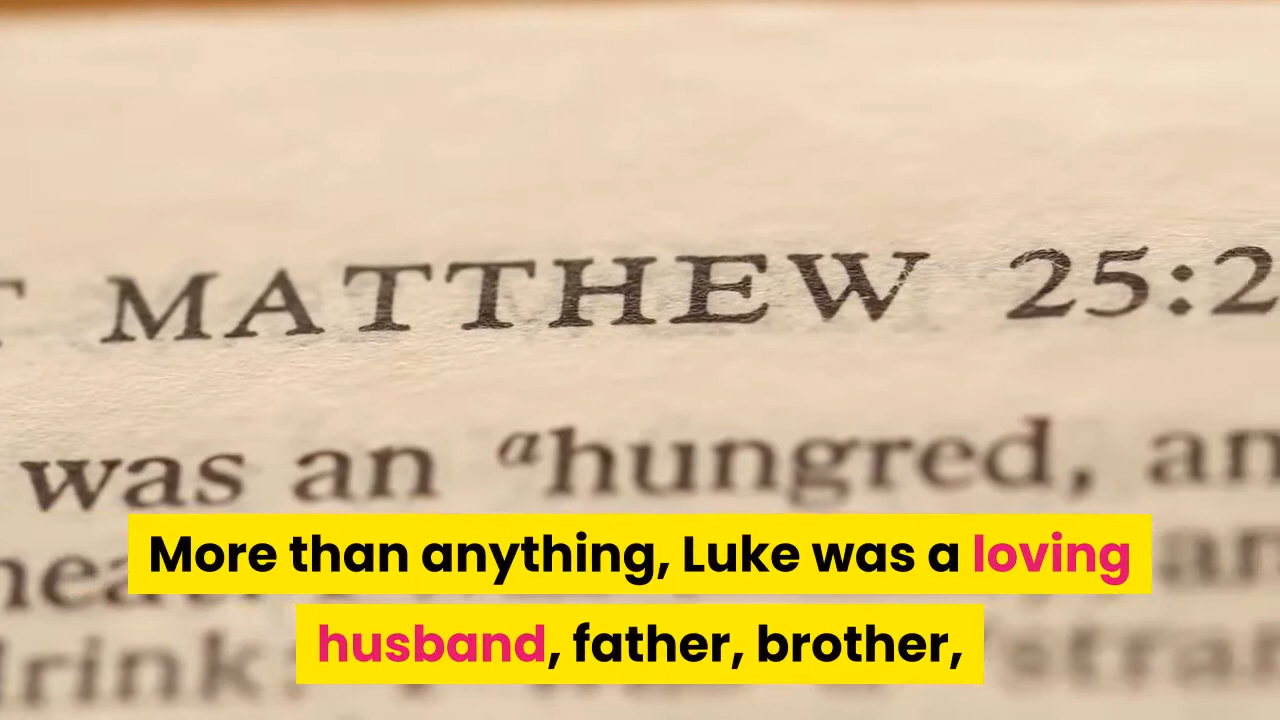 MATTHEW 25:2
was an ahungred, an
More than anything, Luke was a loving
husband, father, brother,